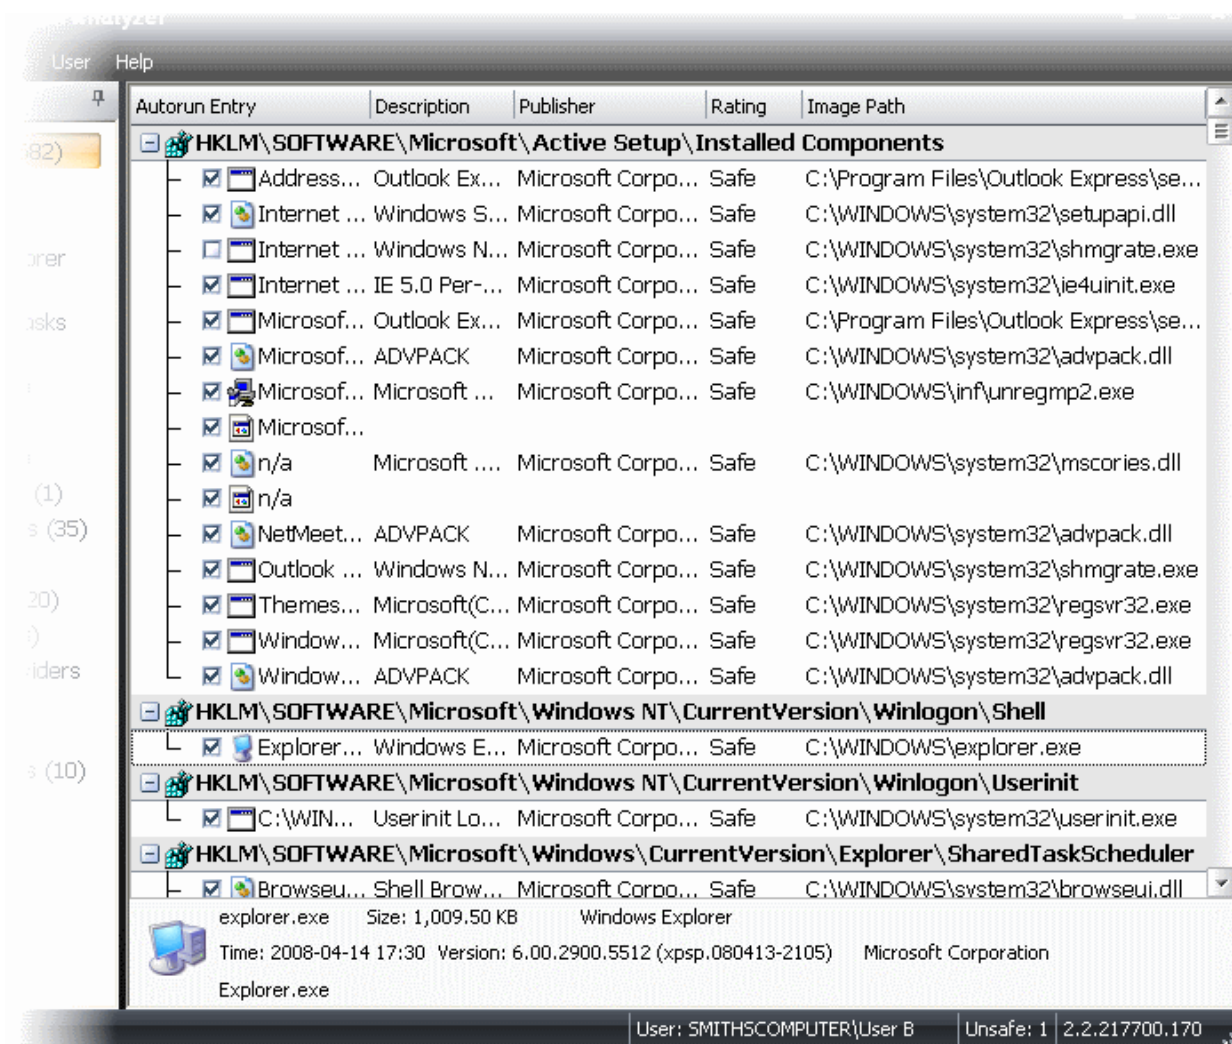 User Help
Autorun Entry Description Publisher Rating Image Path
HKLM\SOFTWARE\Microsoft\Active Setup\Installed Components
Address... Outlook Ex... Microsoft Corpo... Safe C:\Program Files\Outlook Express\se...
Internet ... Windows S... Microsoft Corpo... Safe C:\WINDOWS\system32\setupapi.dll
Internet ... Windows N... Microsoft Corpo... Safe C:\WINDOWS\system32\shmgrate.exe
Internet ... IE 5.0 Per-... Microsoft Corpo... Safe C:\WINDOWS\system32\ie4uinit.exe
Microsof... Outlook Ex... Microsoft Corpo... Safe C:\Program Files\Outlook Express\se...
Microsof... ADVPACK Microsoft Corpo... Safe C:\WINDOWS\system32\advpack.dll
Microsof... Microsoft ... Microsoft Corpo... Safe C:\WINDOWS\inf\unregmp2.exe
Microsof...
n/a Microsoft .... Microsoft Corpo... Safe C:\WINDOWS\system32\mscories.dll
(1)
n/a
(35)
NetMeet... ADVPACK Microsoft Corpo... Safe C:\WINDOWS\system32\advpack.dll
Outlook ... Windows N... Microsoft Corpo... Safe C:\WINDOWS\system32\shmgrate.exe
Themes... Microsoft(C... Microsoft Corpo... Safe C:\WINDOWS\system32\regsvr32.exe
Window... Microsoft(C... Microsoft Corpo... Safe C:\WINDOWS\system32\regsvr32.exe
Window... ADVPACK Microsoft Corpo... Safe C:\WINDOWS\system32\advpack.dll
HKLM\SOFTWARE\Microsoft\Windows NT\CurrentVersion\Winlogon\Shell
Explorer... Windows E... Microsoft Corpo... Safe C:\WINDOWS\explorer.exe
(10)
HKLM\SOFTWARE\Microsoft\Windows NT\CurrentVersion\Winlogon\Userinit
C:\WIN... Userinit Lo... Microsoft Corpo... Safe C:\WINDOWS\system32\userinit.exe
HKLM\SOFTWARE\Microsoft\Windows\CurrentVersion\Explorer\SharedTaskScheduler
Browseu... Shell Brow... Microsoft Corpo... Safe C:\WINDOWS\system32\browseui.dll
explorer.exe Size: 1,009.50 KB Windows Explorer
Time: 2008-04-14 17:30 Version: 6.00.2900.5512 (xpsp.080413-2105) Microsoft Corporation
Explorer.exe
User: SMITHSCOMPUTER\User B Unsafe: 1 2.2.217700.170